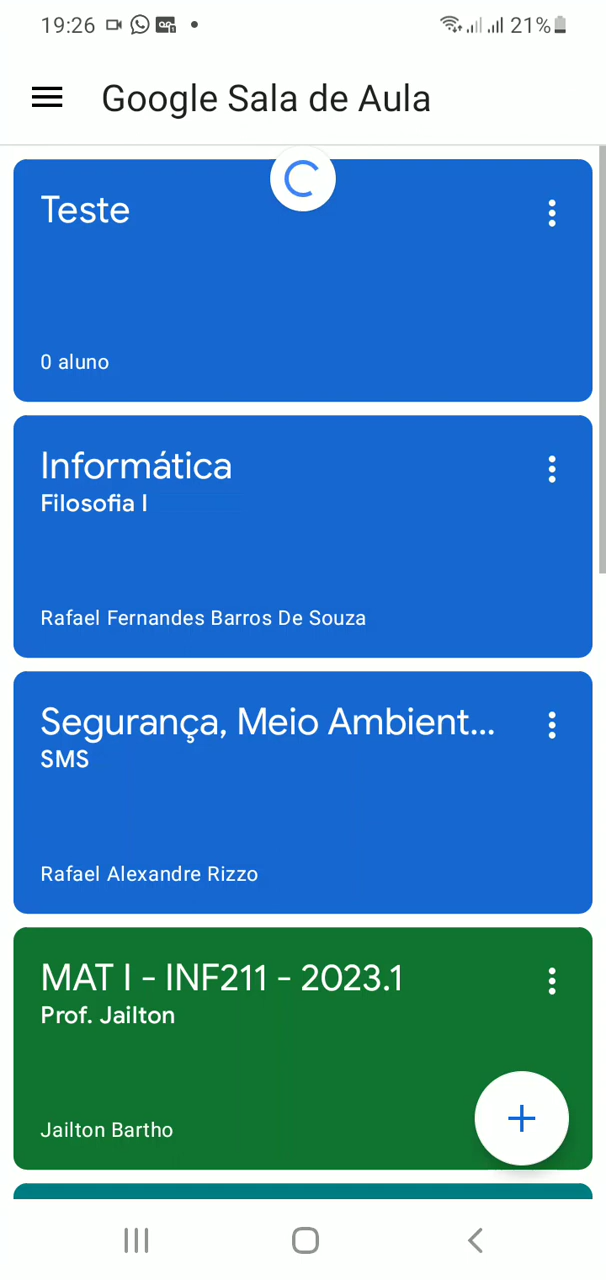 19:26 21%
Google Sala de Aula
Teste
0 aluno
Informática
Filosofia I
Rafael Fernandes Barros De Souza
Segurança, Meio Ambient...
SMS
Rafael Alexandre Rizzo
MAT I - INF211 - 2023.1
Prof. Jailton
Jailton Bartho